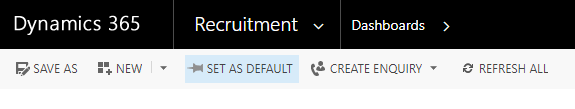 Dynamics 365 Recruitment Dashboards
SAVE AS NEW SET AS DEFAULT CREATE ENQUIRY REFRESH ALL